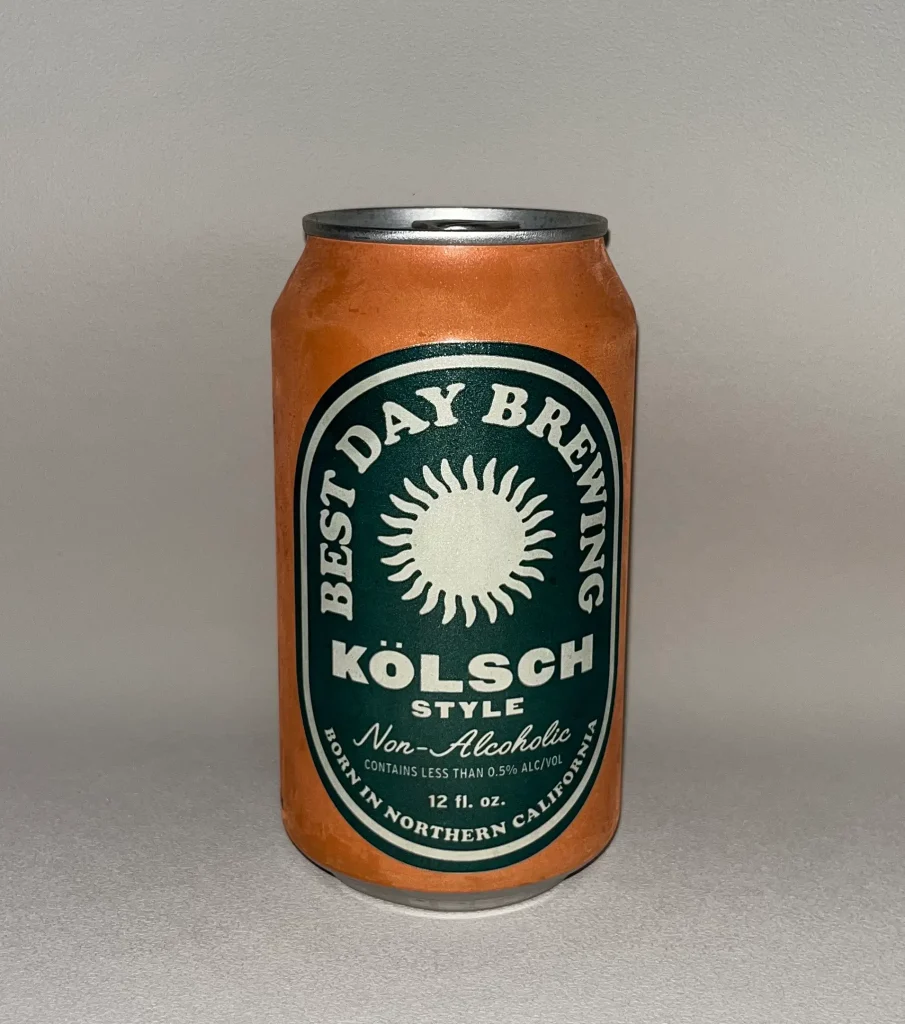 BEST DAY BREWING
KÖLSCH
STYLE
Non-Alcoholic
CONTAINS LESS THAN 0.5% ALC/VOL
12 fl. oz.
BORN IN NORTHERN CALIFORNIA